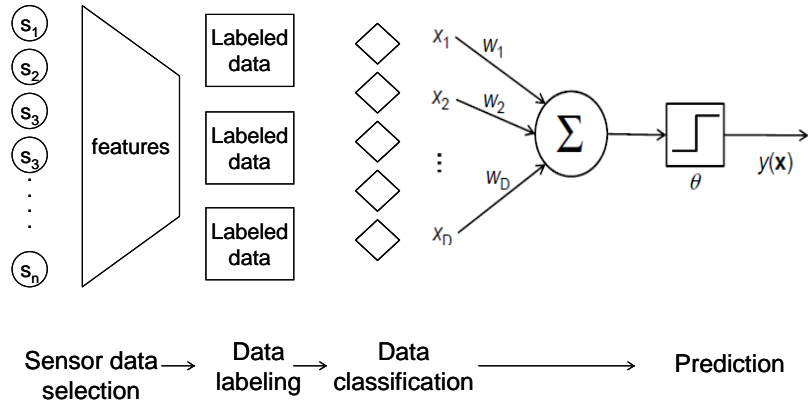 s1
s2
s3
s3
sn
features
Labeled
data
Labeled
data
Labeled
data
x1
w1
x2
w2
wD
xD
Σ
θ
y(x)
Sensor data
selection
Data
labeling
Data
classification
Prediction